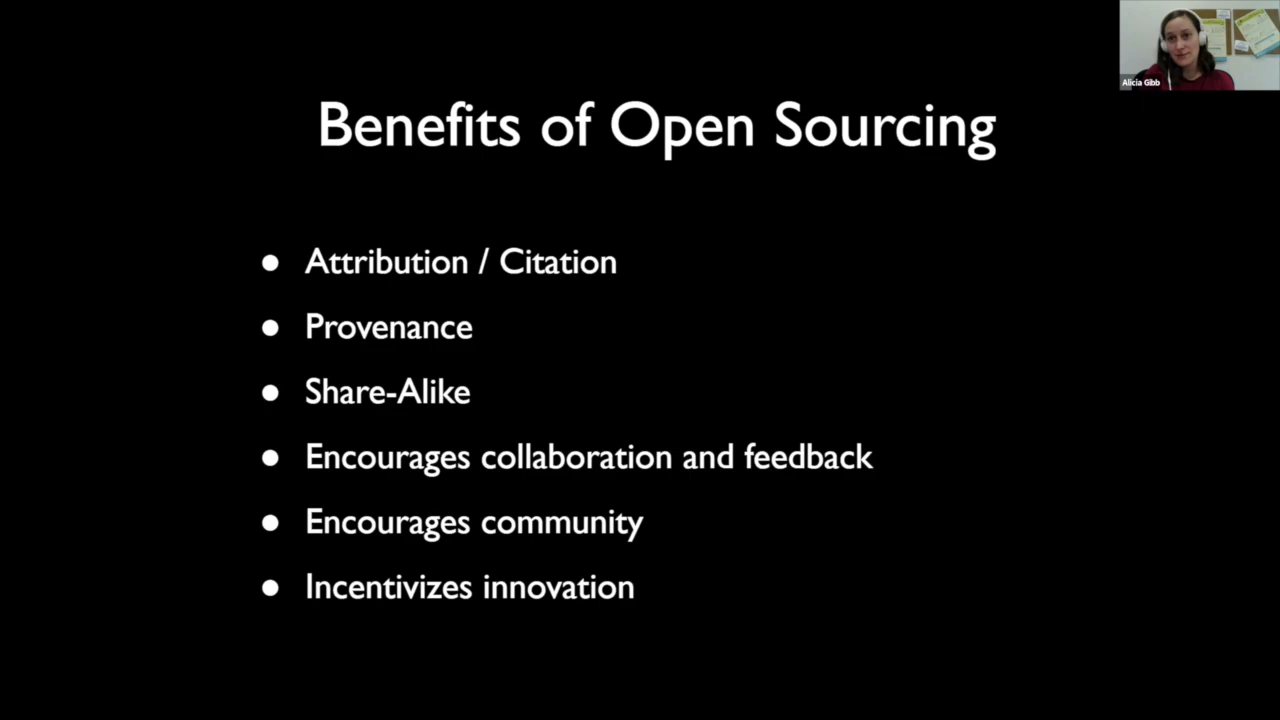 Alicia Gibb
Benefits of Open Sourcing
● Attribution / Citation
● Provenance
● Share-Alike
● Encourages collaboration and feedback
● Encourages community
● Incentivizes innovation